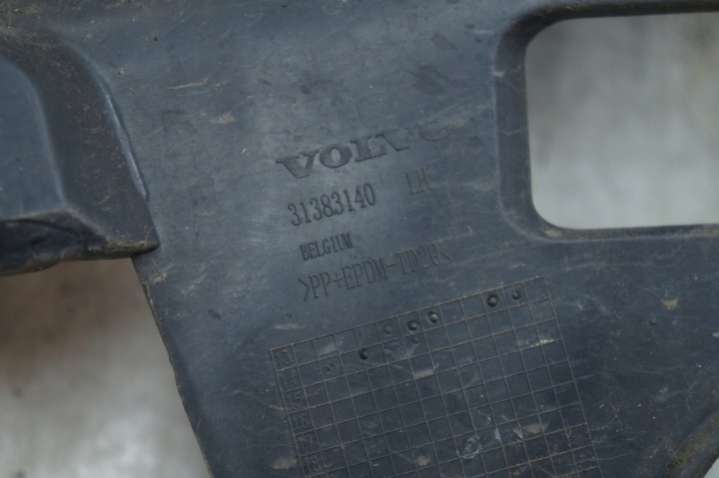 VOLVO
31383140 LH
BELGIUM
>PP+EPDM-TD20<